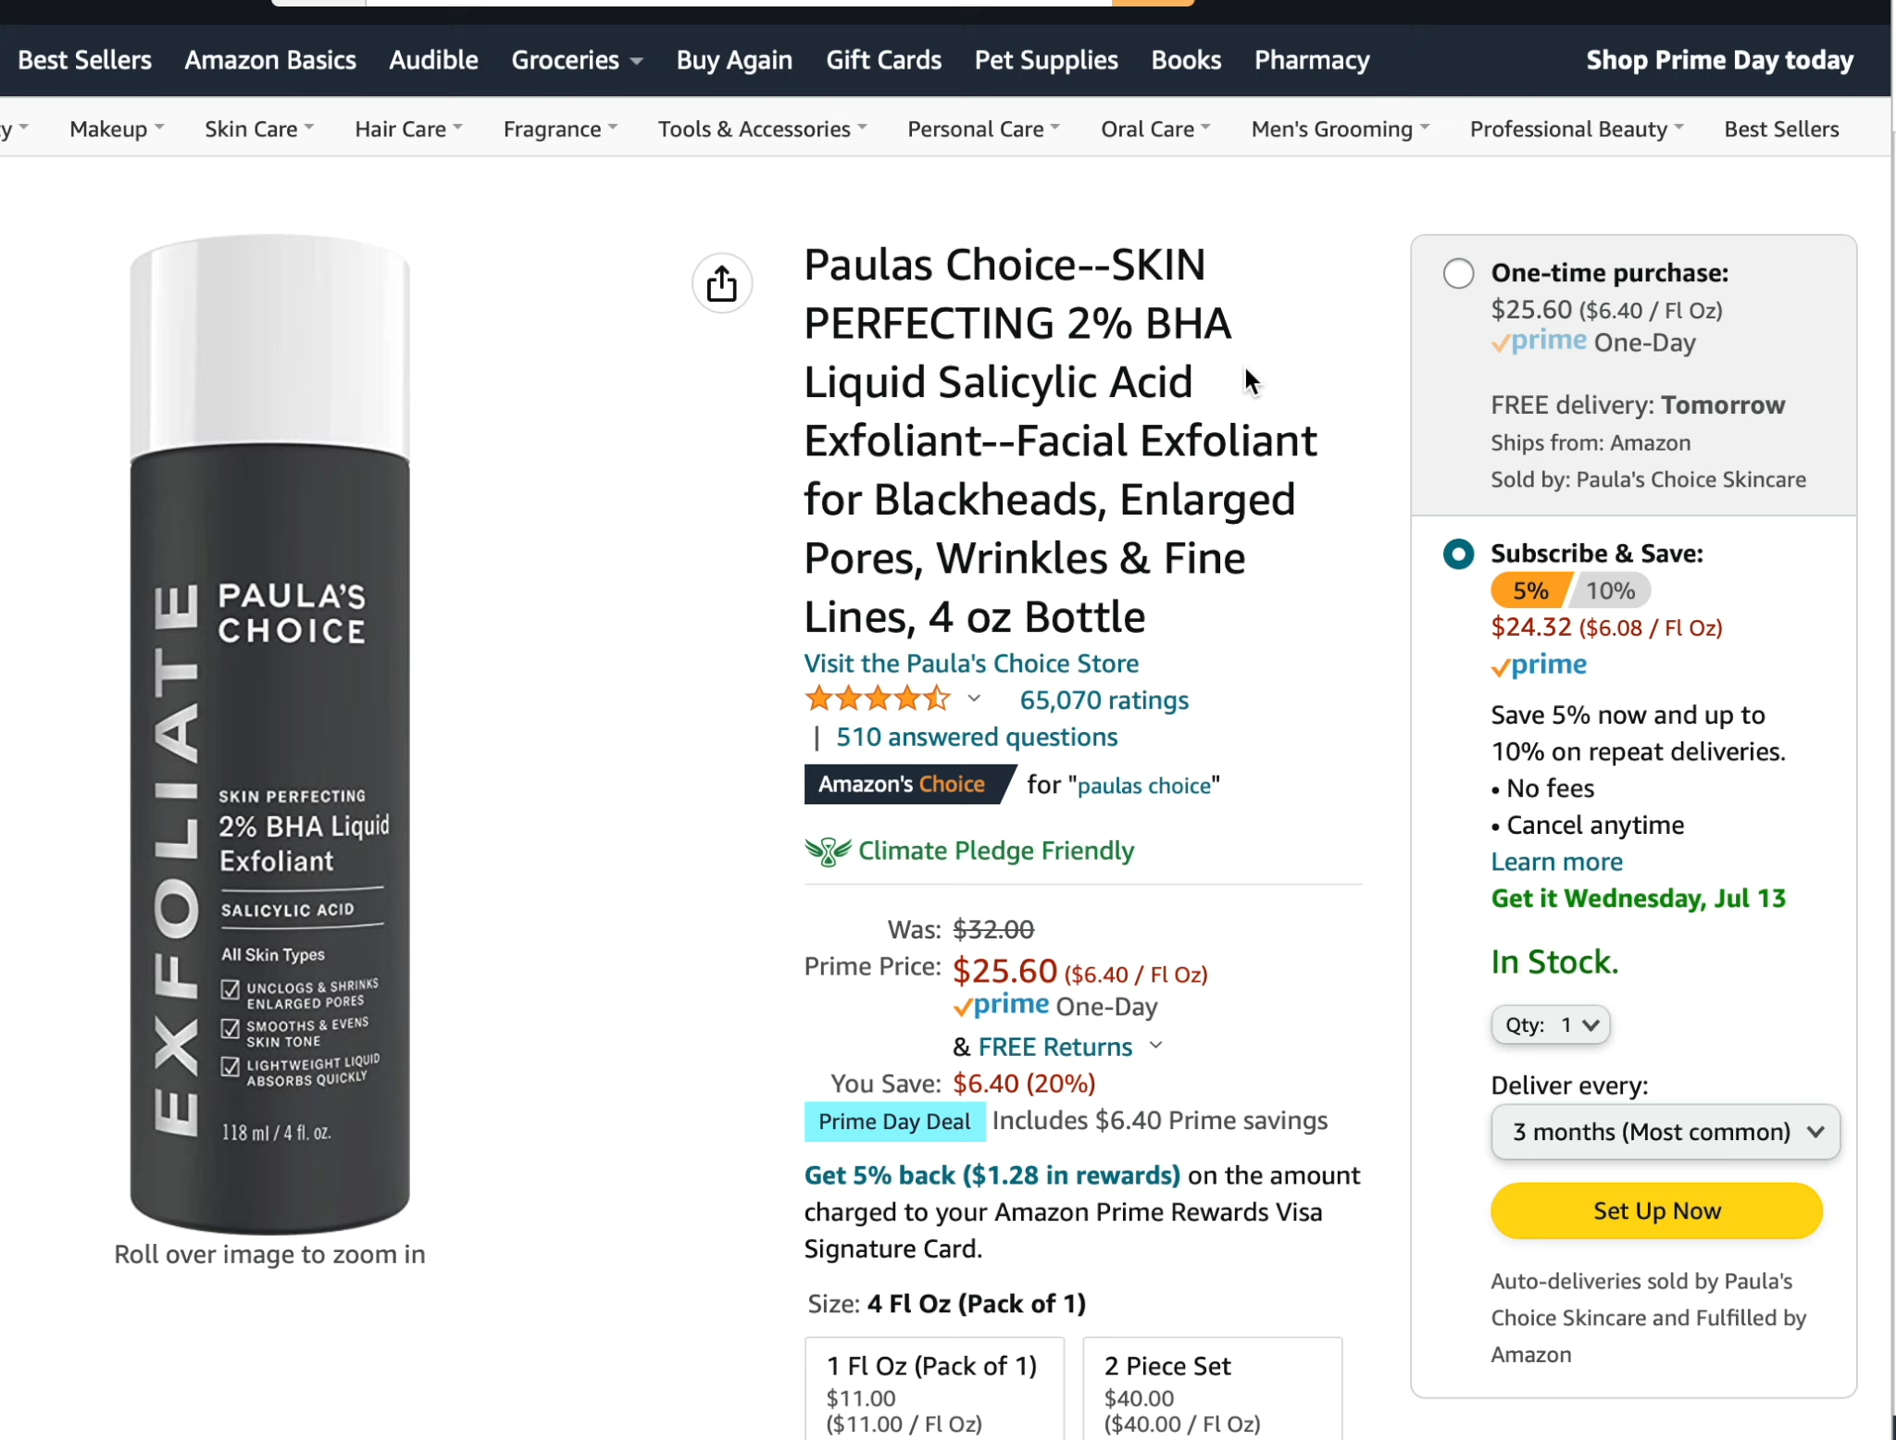 Best Sellers Amazon Basics Audible Groceries Buy Again Gift Cards Pet Supplies Books Pharmacy Shop Prime Day today
y Makeup Skin Care Hair Care Fragrance Tools & Accessories Personal Care Oral Care Men's Grooming Professional Beauty Best Sellers
EXFOLIATE
PAULA'S
CHOICE
SKIN PERFECTING
2% BHA Liquid
Exfoliant
SALICYLIC ACID
All Skin Types
UNCLOGS & SHRINKS
ENLARGED PORES
SMOOTHS & EVENS
SKIN TONE
LIGHTWEIGHT LIQUID
ABSORBS QUICKLY
118 ml / 4 fl. oz.
Roll over image to zoom in
Paulas Choice--SKIN
PERFECTING 2% BHA
Liquid Salicylic Acid
Exfoliant--Facial Exfoliant
for Blackheads, Enlarged
Pores, Wrinkles & Fine
Lines, 4 oz Bottle
Visit the Paula's Choice Store
65,070 ratings
| 510 answered questions
Amazon's Choice for "paulas choice"
Climate Pledge Friendly
Was: $32.00
Prime Price: $25.60 ($6.40 / Fl Oz)
prime One-Day
& FREE Returns
You Save: $6.40 (20%)
Prime Day Deal Includes $6.40 Prime savings
Get 5% back ($1.28 in rewards) on the amount
charged to your Amazon Prime Rewards Visa
Signature Card.
Size: 4 Fl Oz (Pack of 1)
1 Fl Oz (Pack of 1)
$11.00
($11.00 / Fl Oz)
2 Piece Set
$40.00
($40.00 / Fl Oz)
One-time purchase:
$25.60 ($6.40 / Fl Oz)
prime One-Day
FREE delivery: Tomorrow
Ships from: Amazon
Sold by: Paula's Choice Skincare
Subscribe & Save:
5% 10%
$24.32 ($6.08 / Fl Oz)
prime
Save 5% now and up to
10% on repeat deliveries.
• No fees
• Cancel anytime
Learn more
Get it Wednesday, Jul 13
In Stock.
Qty: 1
Deliver every:
3 months (Most common)
Set Up Now
Auto-deliveries sold by Paula's
Choice Skincare and Fulfilled by
Amazon